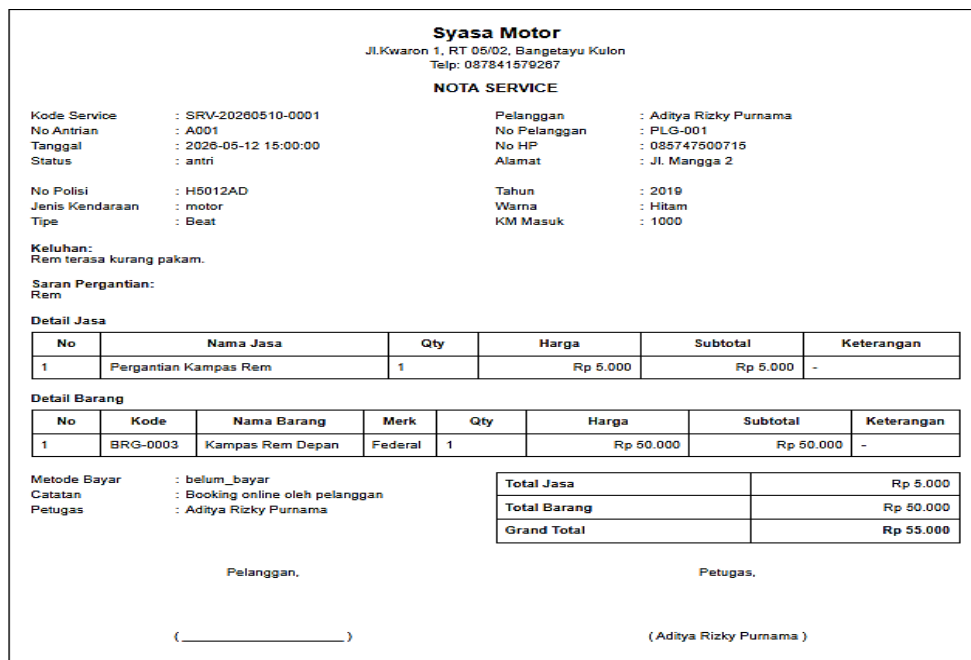 Syasa Motor
Jl.Kwaron 1, RT 05/02, Bangetayu Kulon
Telp: 087841579267
NOTA SERVICE
Kode Service : SRV-20260510-0001 Pelanggan : Aditya Rizky Purnama
No Antrian : A001 No Pelanggan : PLG-001
Tanggal : 2026-05-12 15:00:00 No HP : 085747500715
Status : antri Alamat : Jl. Mangga 2
No Polisi : H5012AD Tahun : 2019
Jenis Kendaraan : motor Warna : Hitam
Tipe : Beat KM Masuk : 1000
Keluhan:
Rem terasa kurang pakam.
Saran Pergantian:
Rem
Detail Jasa
No Nama Jasa Qty Harga Subtotal Keterangan
1 Pergantian Kampas Rem 1 Rp 5.000 Rp 5.000 -
Detail Barang
No Kode Nama Barang Merk Qty Harga Subtotal Keterangan
1 BRG-0003 Kampas Rem Depan Federal 1 Rp 50.000 Rp 50.000 -
Metode Bayar : belum_bayar Total Jasa Rp 5.000
Catatan : Booking online oleh pelanggan Total Barang Rp 50.000
Petugas : Aditya Rizky Purnama Grand Total Rp 55.000
Pelanggan, Petugas,
( ____________________ ) ( Aditya Rizky Purnama )